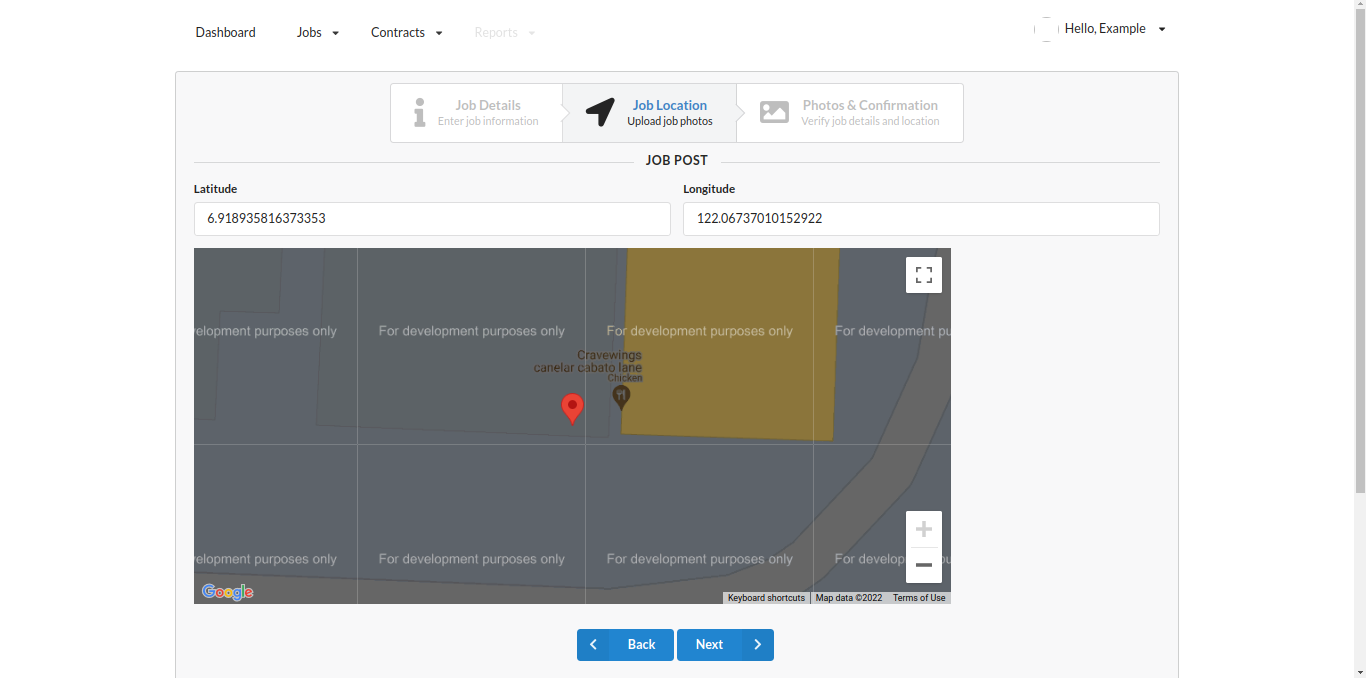 Dashboard
Jobs
Contracts
Reports
Hello, Example
Job Details
Enter job information
Job Location
Upload job photos
Photos & Confirmation
Verify job details and location
JOB POST
Latitude
Longitude
6.918935816373353
122.06737010152922
elopment purposes only
For development purposes only
For development purposes only
For development pu
Cravewings
canelar cabato lane
Chicken
elopment purposes only
For development purposes only
For development purposes only
For develop
Google
Keyboard shortcuts
Map data ©2022
Terms of Use
Back
Next